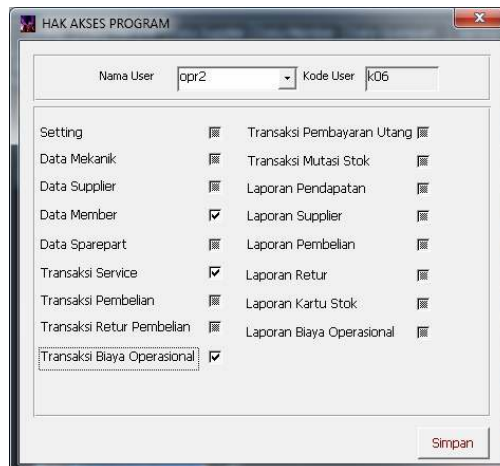 HAK AKSES PROGRAM
Nama User opr2 Kode User k06
Setting
Data Mekanik
Data Supplier
Data Member
Data Sparepart
Transaksi Service
Transaksi Pembelian
Transaksi Retur Pembelian
Transaksi Biaya Operasional
Transaksi Pembayaran Utang
Transaksi Mutasi Stok
Laporan Pendapatan
Laporan Supplier
Laporan Pembelian
Laporan Retur
Laporan Kartu Stok
Laporan Biaya Operasional
Simpan